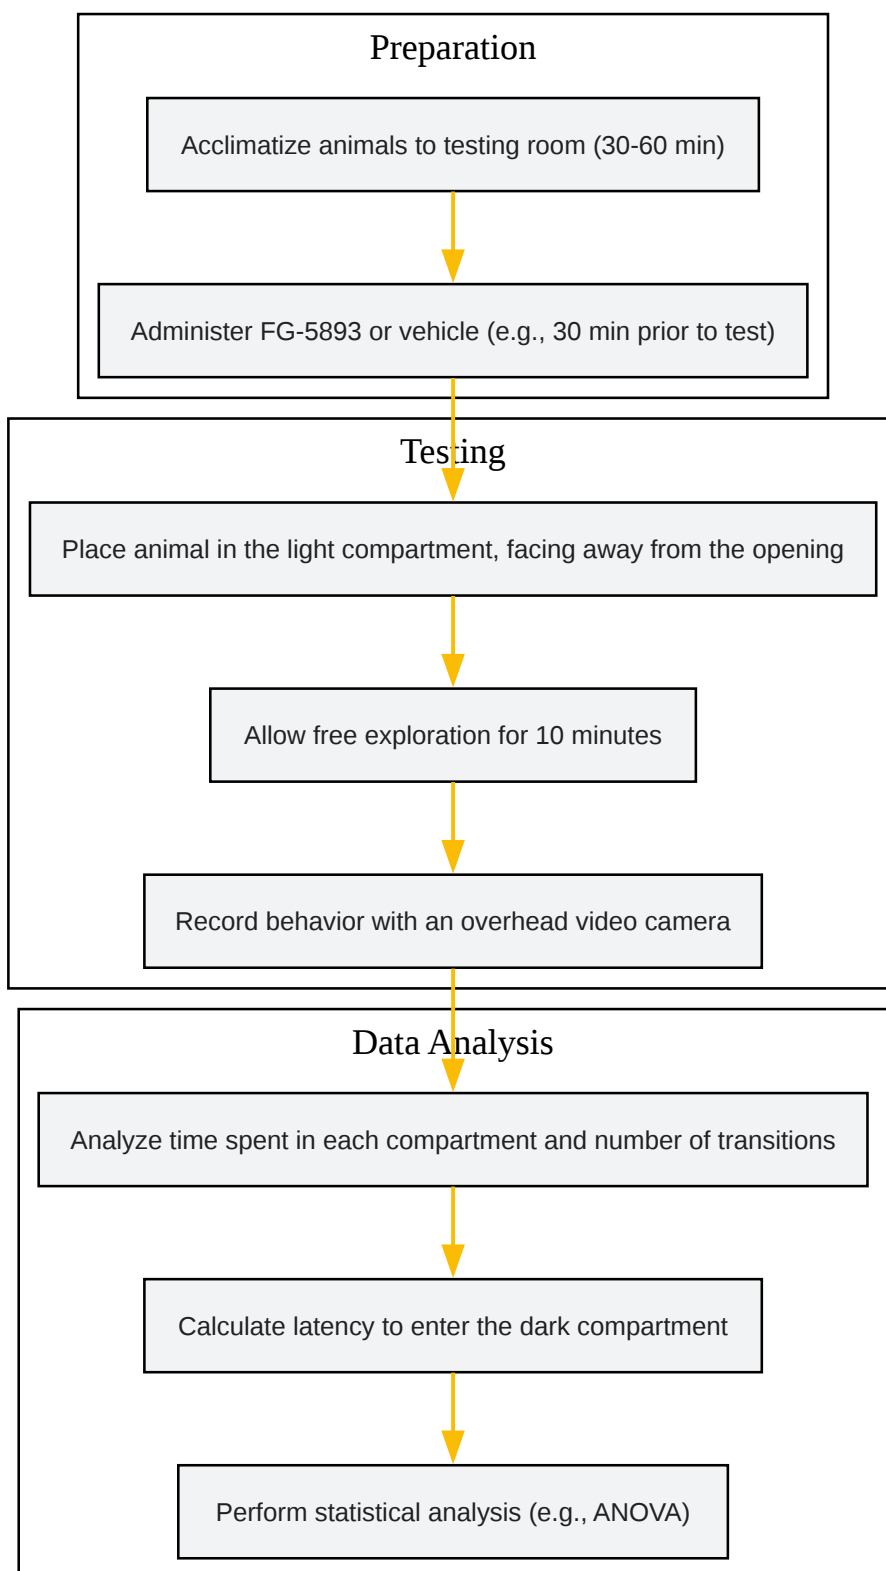 Preparation
Acclimatize animals to testing room (30-60 min)
Administer FG-5893 or vehicle (e.g., 30 min prior to test)
Testing
Place animal in the light compartment, facing away from the opening
Allow free exploration for 10 minutes
Record behavior with an overhead video camera
Data Analysis
Analyze time spent in each compartment and number of transitions
Calculate latency to enter the dark compartment
Perform statistical analysis (e.g., ANOVA)